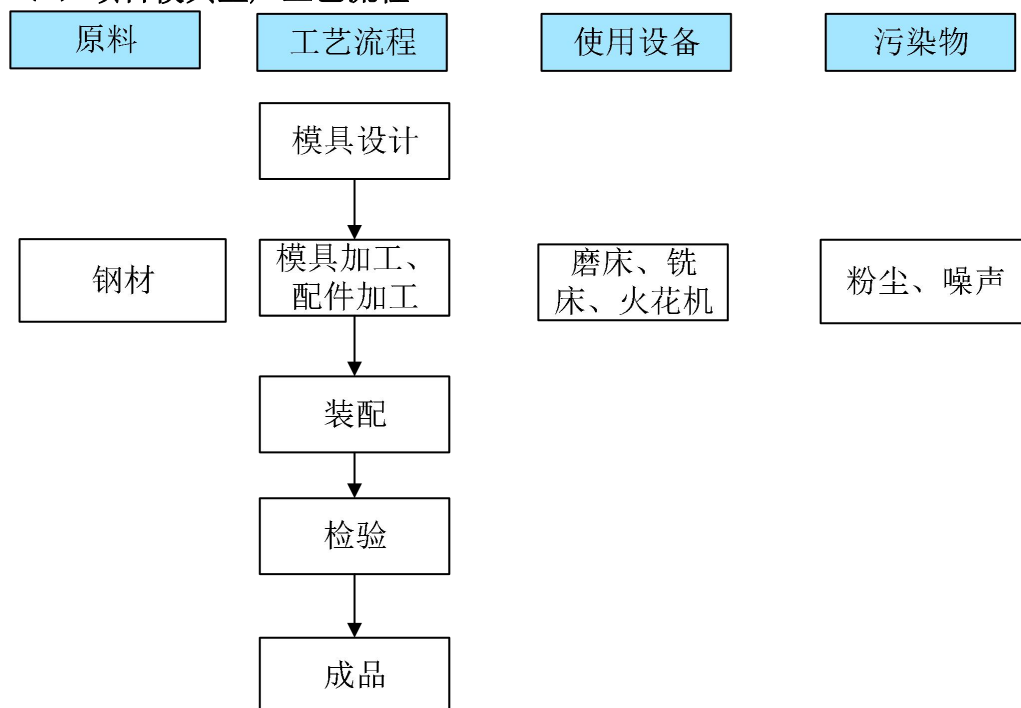 原料 工艺流程 使用设备 污染物
模具设计
钢材
模具加工、
配件加工
磨床、铣
床、火花机
粉尘、噪声
装配
检验
成品